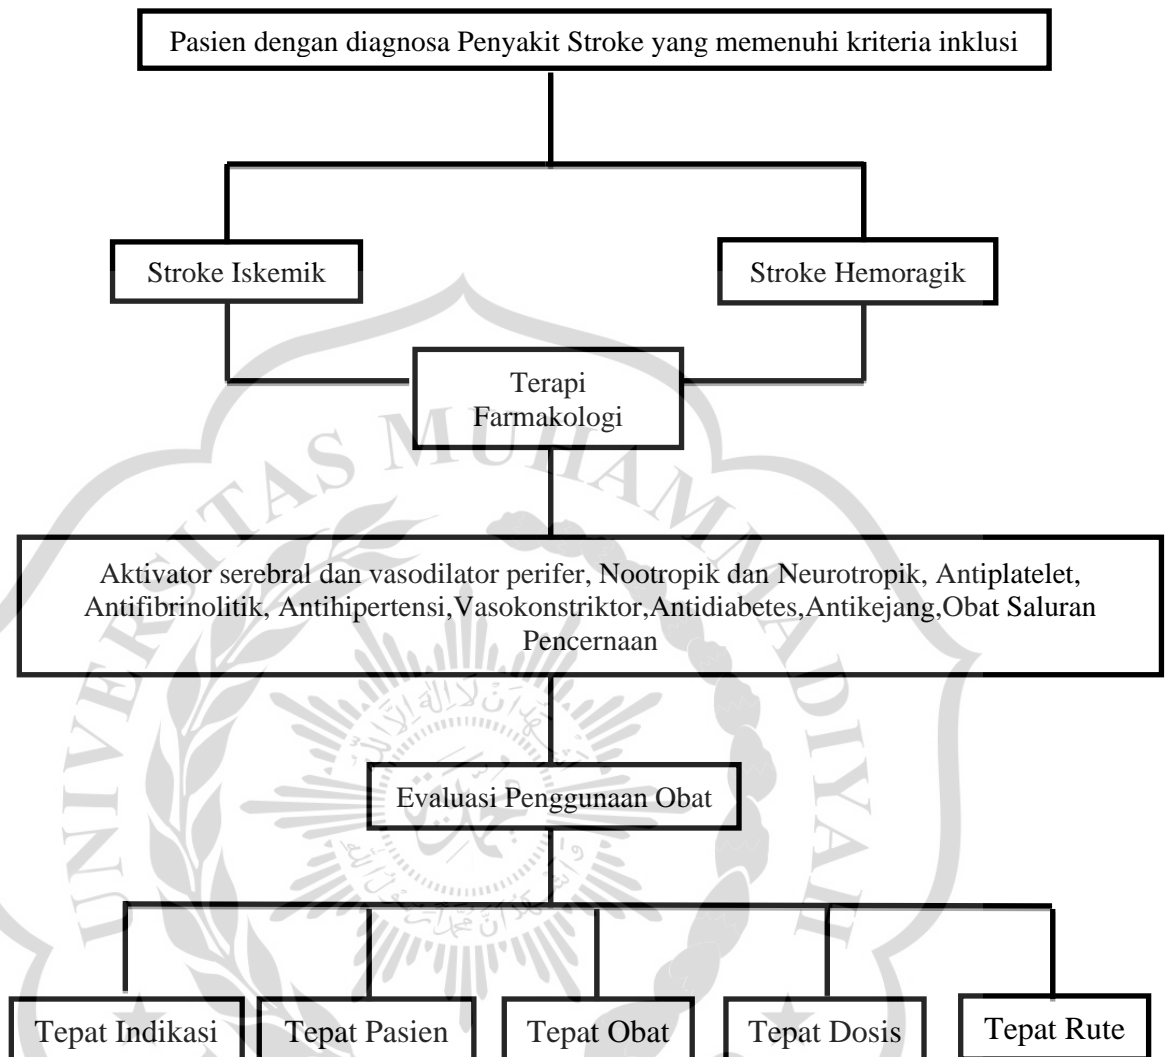 Pasien dengan diagnosa Penyakit Stroke yang memenuhi kriteria inklusi
Stroke Iskemik
Stroke Hemoragik
Terapi
Farmakologi
Aktivator serebral dan vasodilator perifer, Nootropik dan Neurotropik, Antiplatelet,
Antifibrinolitik, Antihipertensi,Vasokonstriktor,Antidiabetes,Antikejang,Obat Saluran
Pencernaan
Evaluasi Penggunaan Obat
Tepat Indikasi
Tepat Pasien
Tepat Obat
Tepat Dosis
Tepat Rute
UNIVERSITAS MUHAMMADIYAH